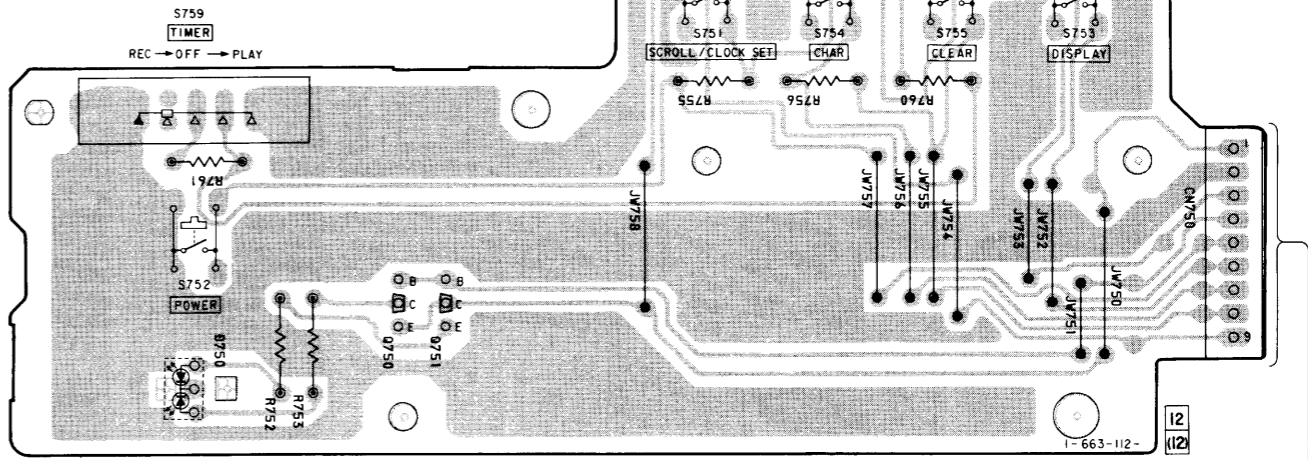 S759
TIMER
REC → OFF → PLAY
S751
SCROLL/CLOCK SET
S754
CHAR
S755
CLEAR
S753
DISPLAY
R755
R756
R760
R761
S752
POWER
D750
R752
R753
B
C
E
Q750
B
C
E
Q751
JW758
JW757
JW756
JW755
JW754
JW753
JW752
JW751
JW750
CN750
1
9
1-663-112-
12
(12)